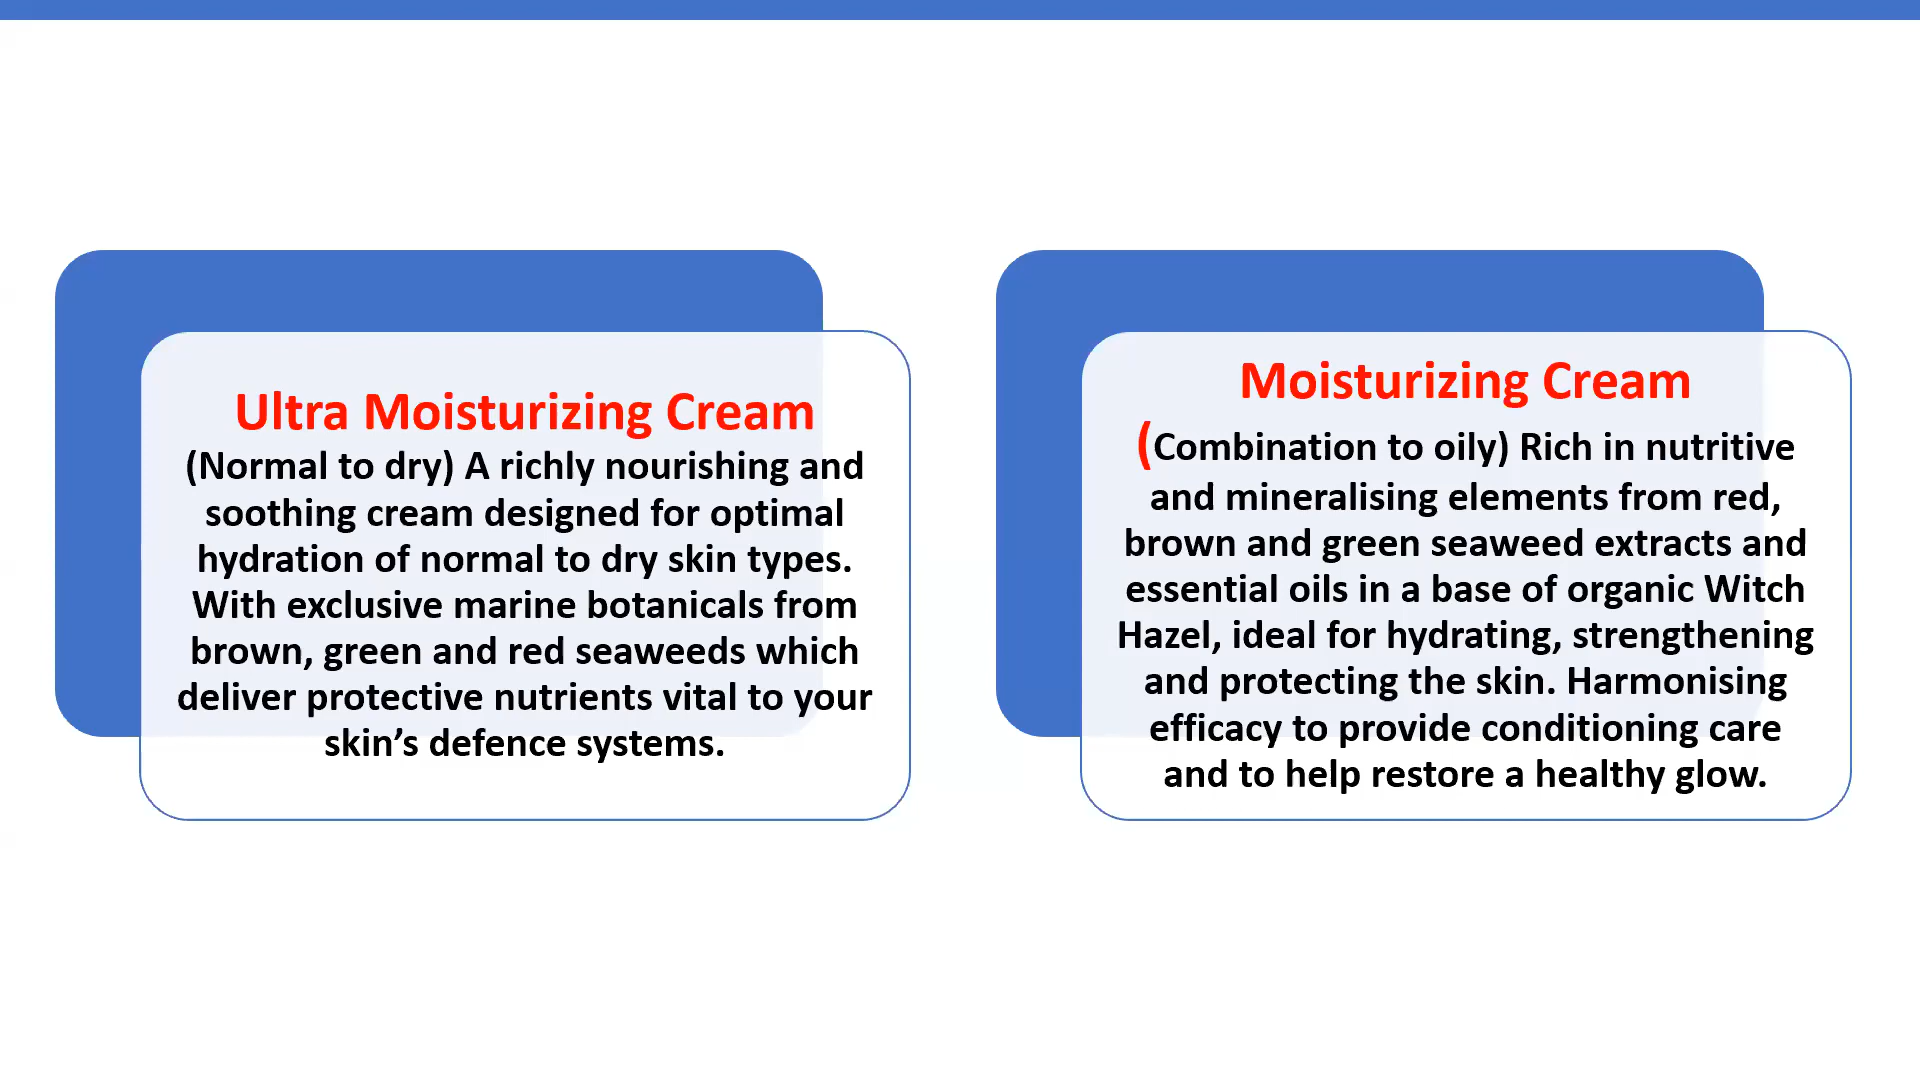 Ultra Moisturizing Cream
(Normal to dry) A richly nourishing and
soothing cream designed for optimal
hydration of normal to dry skin types.
With exclusive marine botanicals from
brown, green and red seaweeds which
deliver protective nutrients vital to your
skin’s defence systems.
Moisturizing Cream
(Combination to oily) Rich in nutritive
and mineralising elements from red,
brown and green seaweed extracts and
essential oils in a base of organic Witch
Hazel, ideal for hydrating, strengthening
and protecting the skin. Harmonising
efficacy to provide conditioning care
and to help restore a healthy glow.